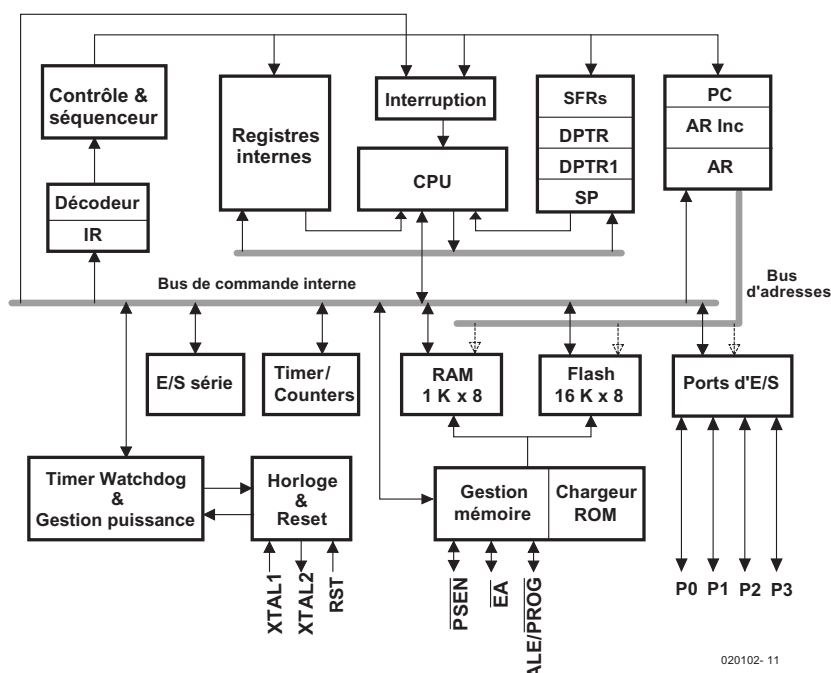 Contrôle &
séquenceur
Registres
internes
Interruption
CPU
SFRs
DPTR
DPTR1
SP
PC
AR Inc
AR
Décodeur
IR
Bus de commande interne
Bus
d'adresses
E/S série
Timer/
Counters
RAM
1 K x 8
Flash
16 K x 8
Ports d'E/S
Timer Watchdog
&
Gestion puissance
Horloge
&
Reset
Gestion
mémoire
Chargeur
ROM
XTAL1
XTAL2
RST
PSEN
EA
ALE/PROG
P0 P1 P2 P3
020102- 11